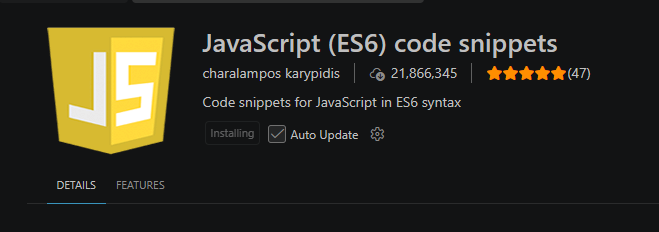 JS
JavaScript (ES6) code snippets
charalampos karypidis 21,866,345 (47)
Code snippets for JavaScript in ES6 syntax
Installing Auto Update
DETAILS FEATURES